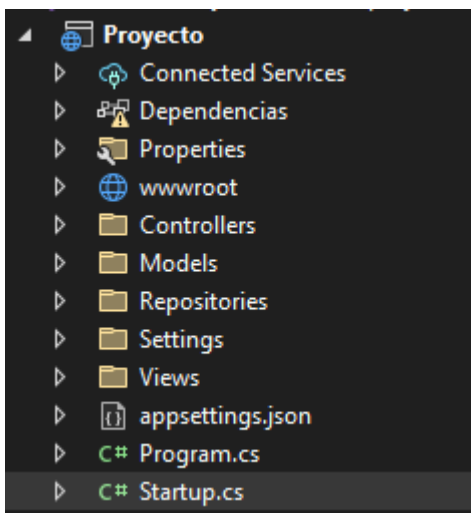 Proyecto
Connected Services
Dependencias
Properties
wwwroot
Controllers
Models
Repositories
Settings
Views
appsettings.json
C# Program.cs
C# Startup.cs